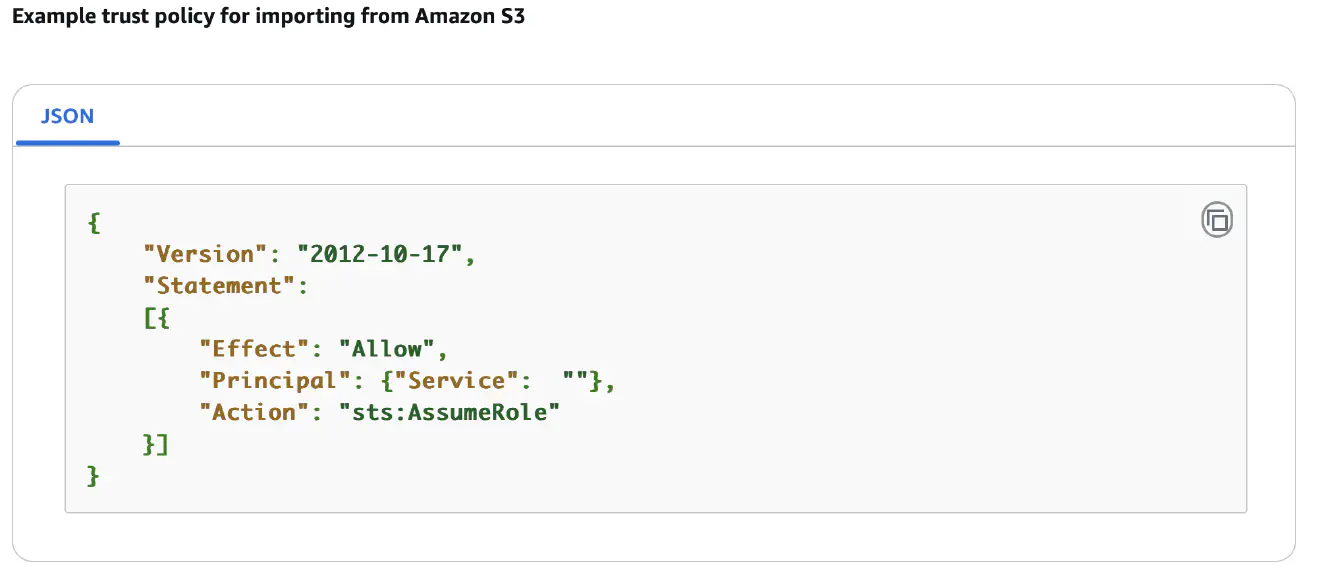 Example trust policy for importing from Amazon S3
JSON
{
    "Version": "2012-10-17",
    "Statement":
    [{
        "Effect": "Allow",
        "Principal": {"Service":  ""},
        "Action": "sts:AssumeRole"
    }]
}